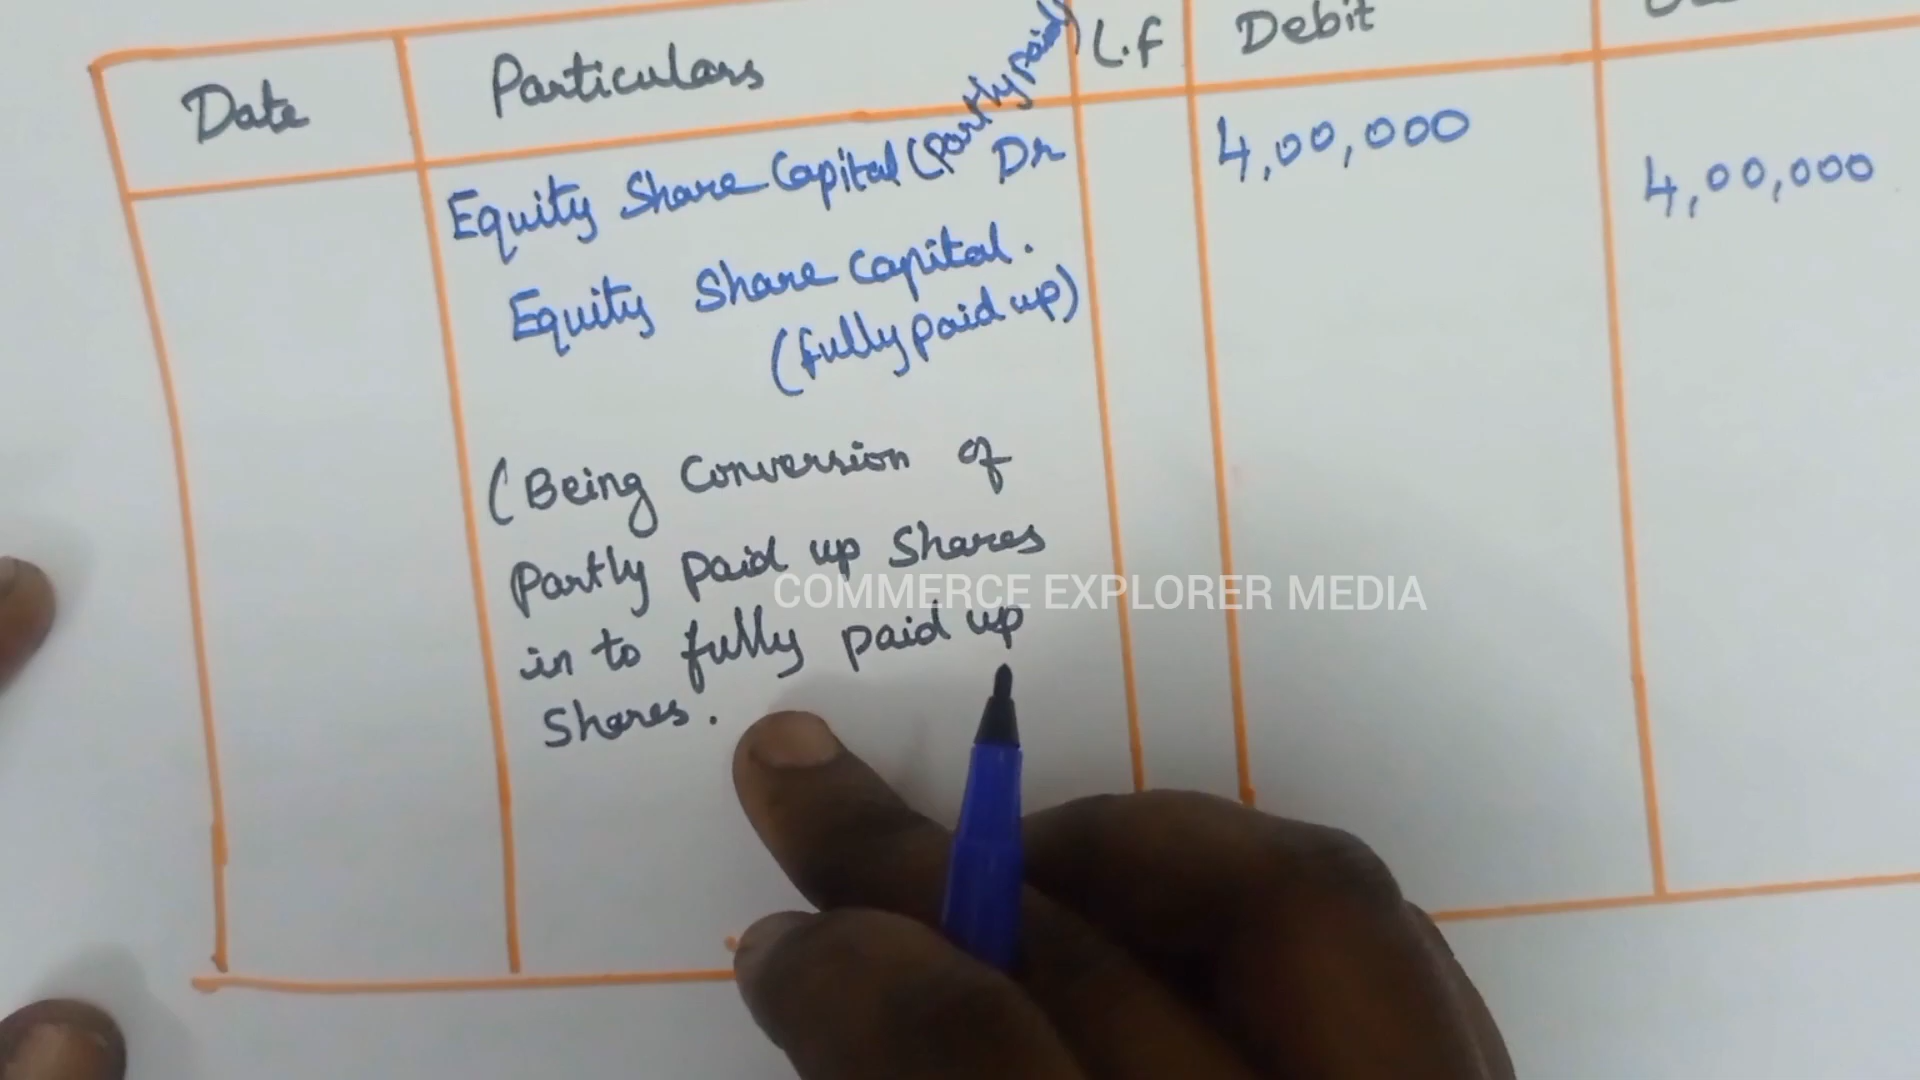 Date Particulars L.f Debit
Equity Share Capital (partly paid) Dr 4,00,000
Equity Share Capital. 4,00,000
(fully paid up)
(Being Conversion of
Partly paid up Shares
in to fully paid up
Shares.
COMMERCE EXPLORER MEDIA